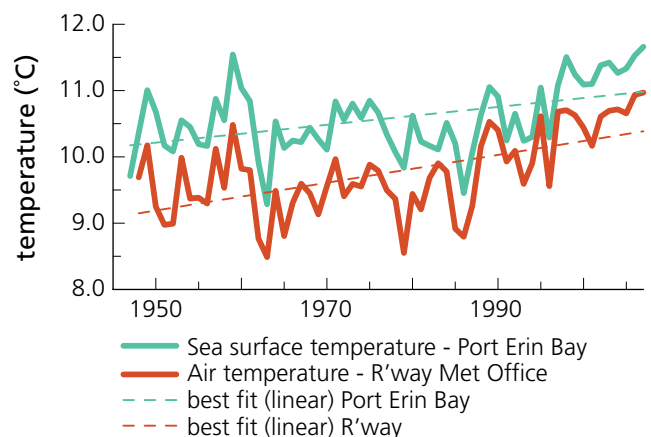 12.0
11.0
10.0
9.0
8.0
temperature (˚C)
1950 1970 1990
Sea surface temperature - Port Erin Bay
Air temperature - R'way Met Office
best fit (linear) Port Erin Bay
best fit (linear) R'way